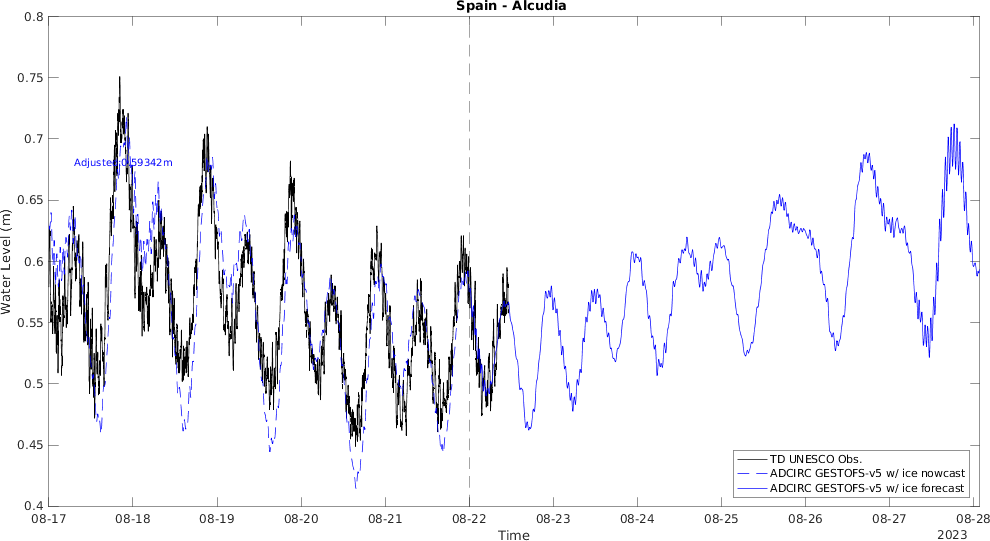 Spain - Alcudia
0.8
0.75
0.7
0.65
0.6
0.55
0.5
0.45
0.4
Water Level (m)
Adjusted:0.59342m
TD UNESCO Obs.
ADCIRC GESTOFS-v5 w/ ice nowcast
ADCIRC GESTOFS-v5 w/ ice forecast
08-17 08-18 08-19 08-20 08-21 08-22 08-23 08-24 08-25 08-26 08-27 08-28
Time
2023